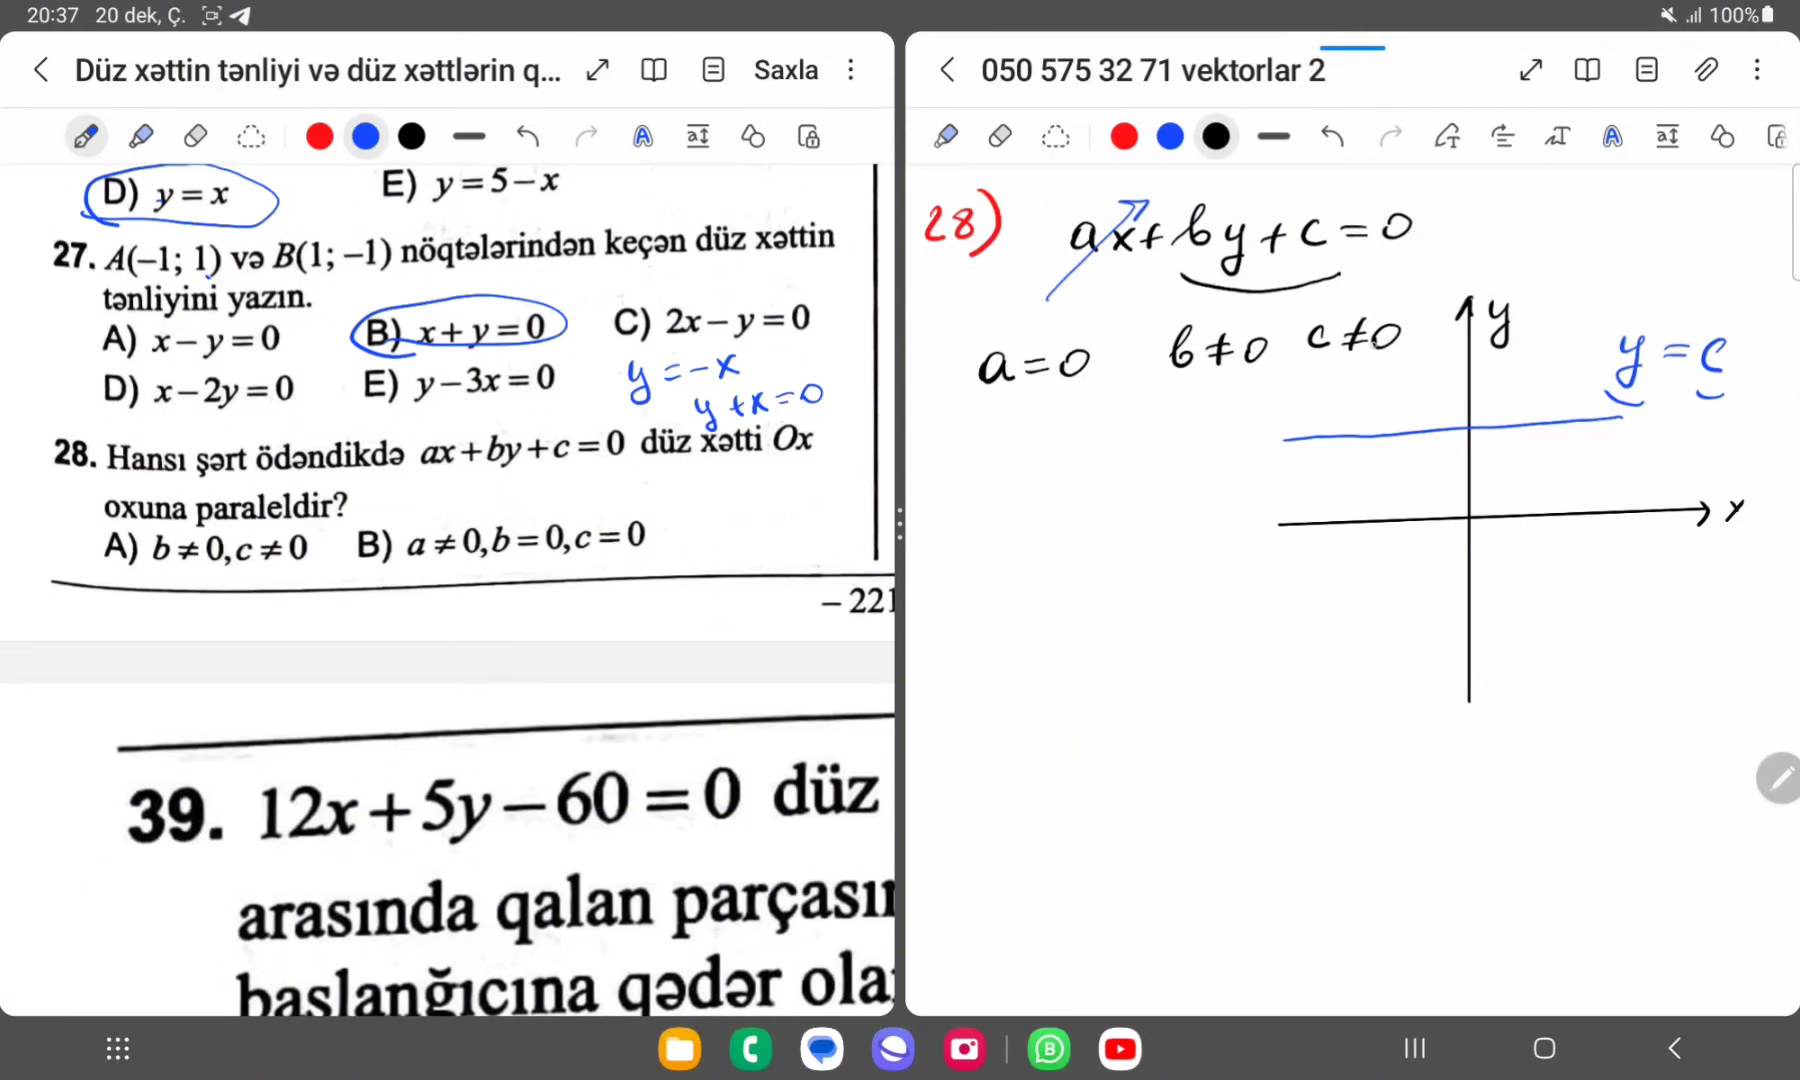 20:37 20 dek, Ç.
100%
Düz xəttin tənliyi və düz xəttlərin q...
Saxla
D) y = x E) y = 5 − x
27. A(−1; 1) və B(1; −1) nöqtələrindən keçən düz xəttin
tənliyini yazın.
A) x − y = 0 B) x + y = 0 C) 2x − y = 0
D) x − 2y = 0 E) y − 3x = 0
y = −x
y + x = 0
28. Hansı şərt ödəndikdə ax + by + c = 0 düz xətti Ox
oxuna paraleldir?
A) b ≠ 0, c ≠ 0 B) a ≠ 0, b = 0, c = 0
− 221
39. 12x + 5y − 60 = 0 düz
arasında qalan parçasın
başlanğıcına qədər ola
050 575 32 71 vektorlar 2
28) ax + by + c = 0
a = 0 b ≠ 0 c ≠ 0
y
y = c
x